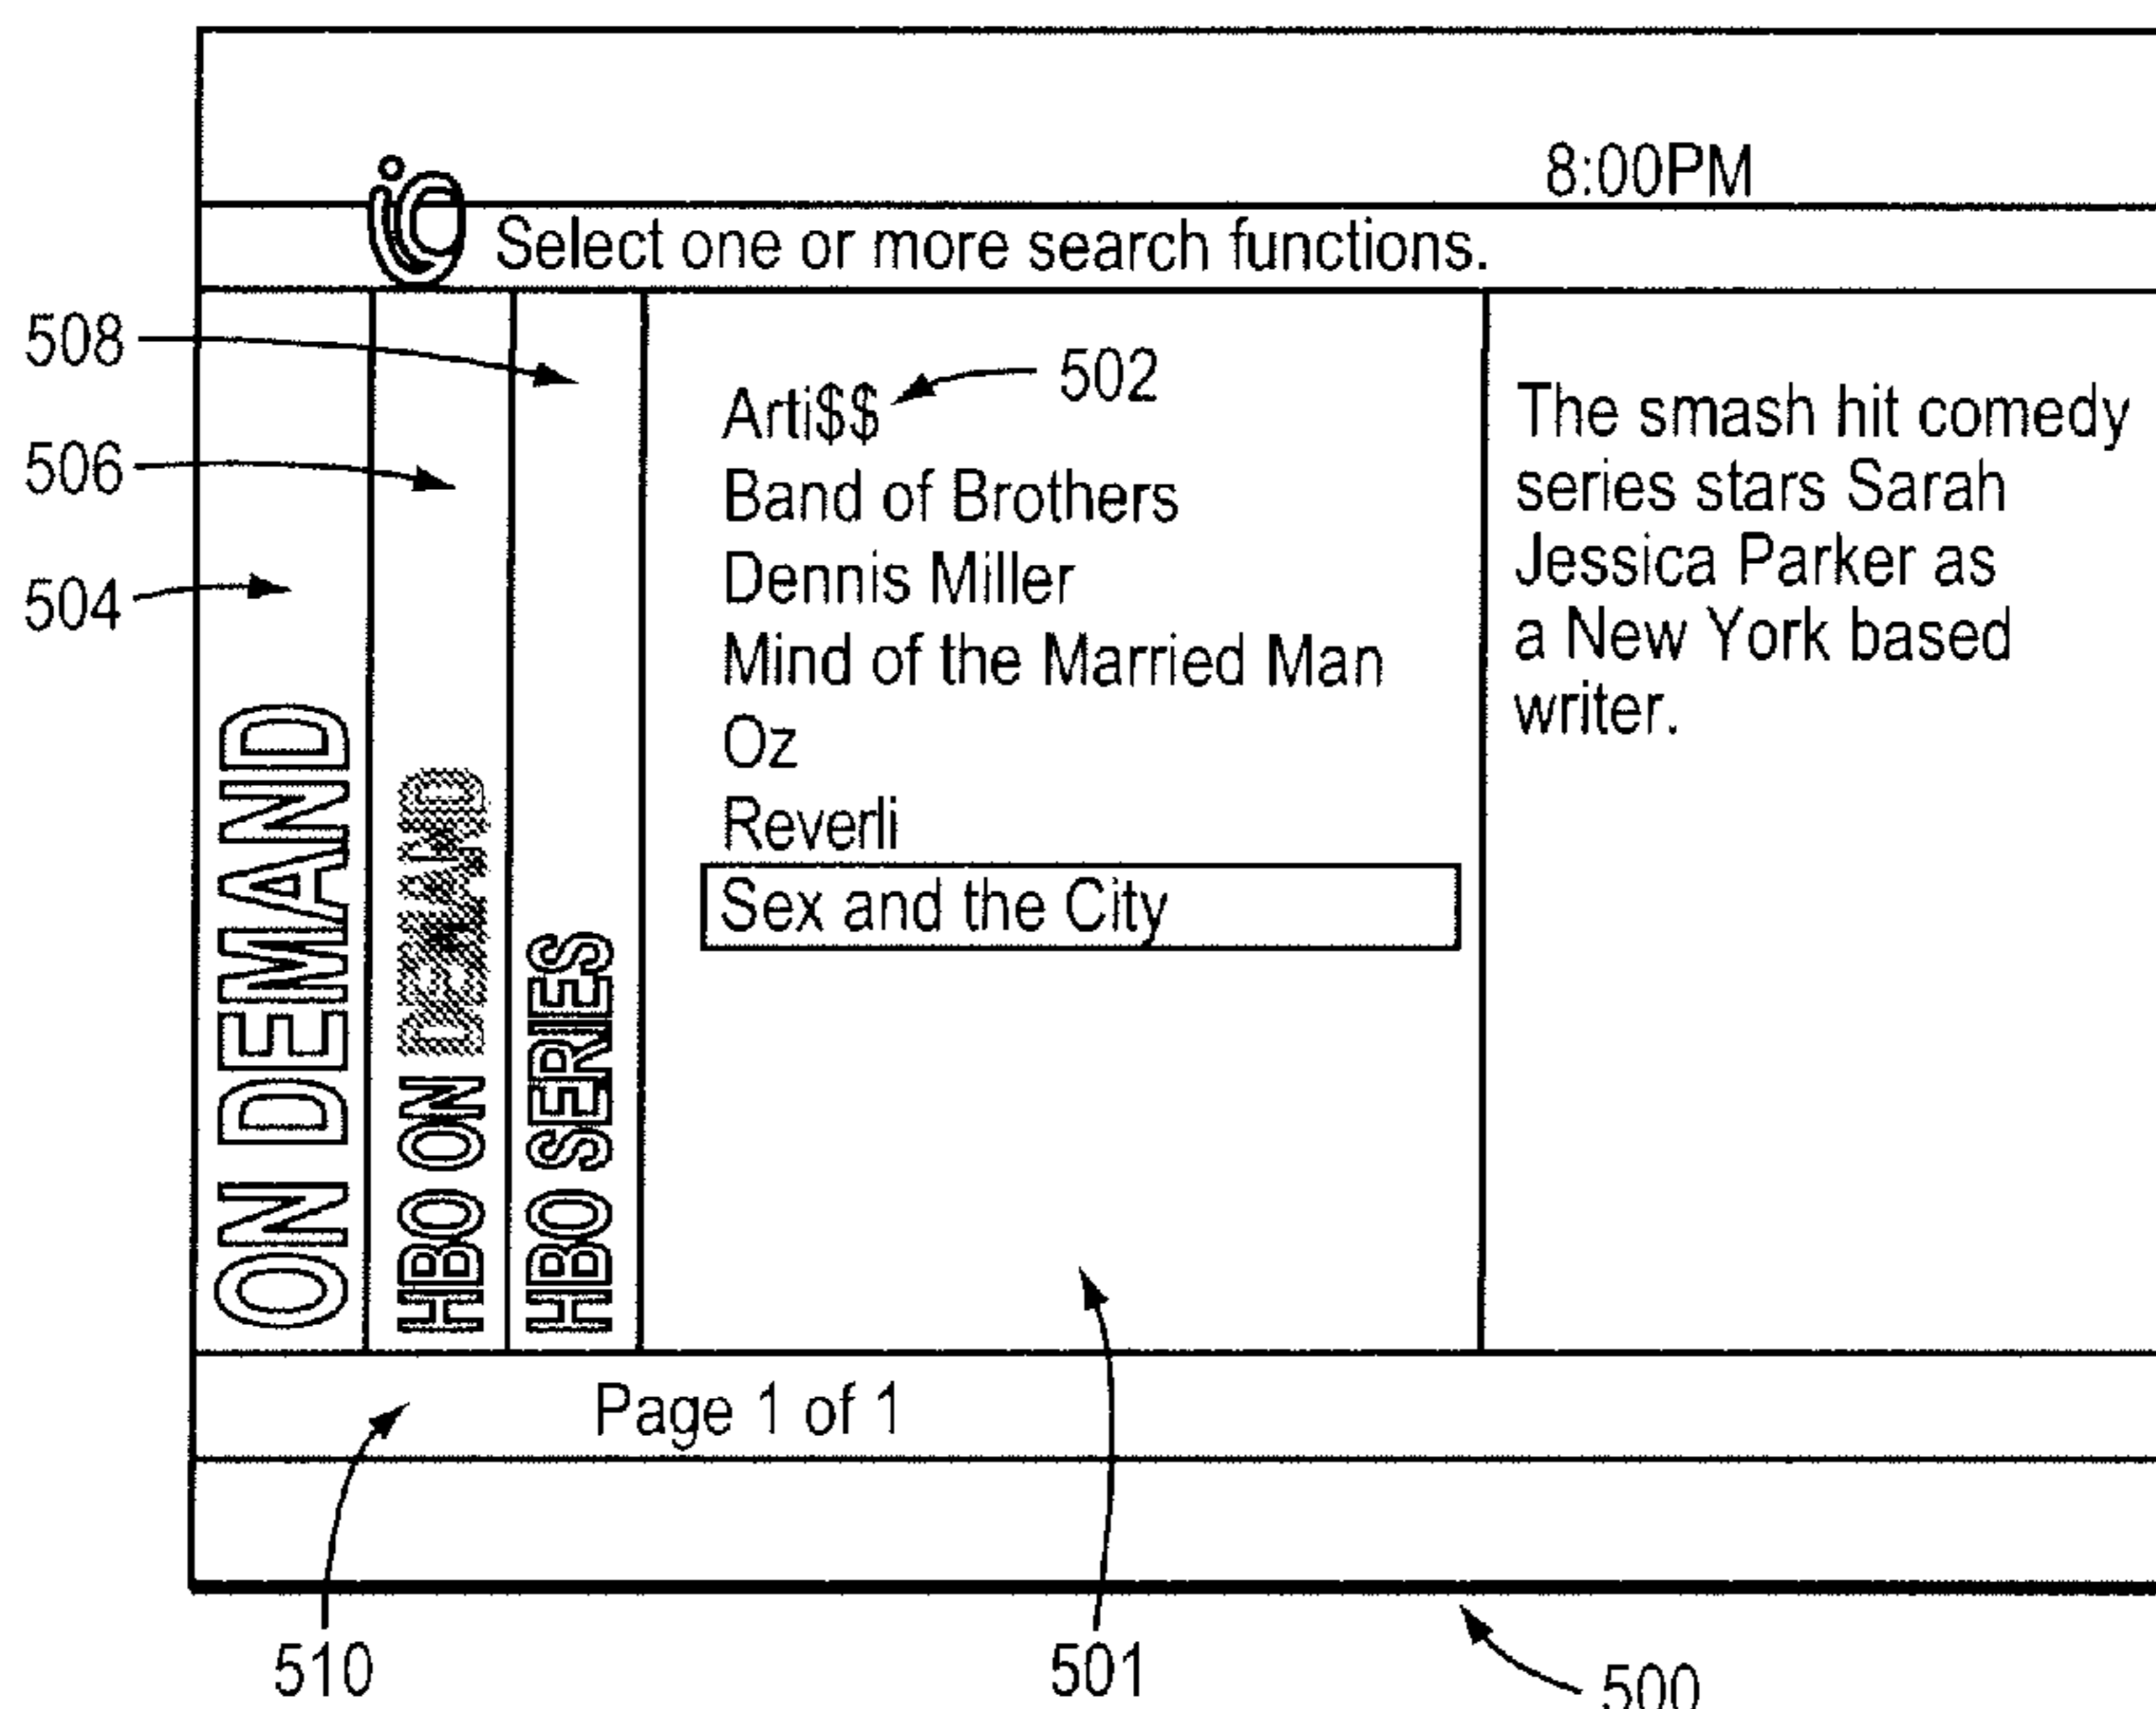 8:00PM
Select one or more search functions.
508
506
504
502
Arti$$
Band of Brothers
Dennis Miller
Mind of the Married Man
Oz
Reverli
Sex and the City
The smash hit comedy
series stars Sarah
Jessica Parker as
a New York based
writer.
ON DEMAND
HBO ON DEMAND
HBO SERIES
Page 1 of 1
510
501
500